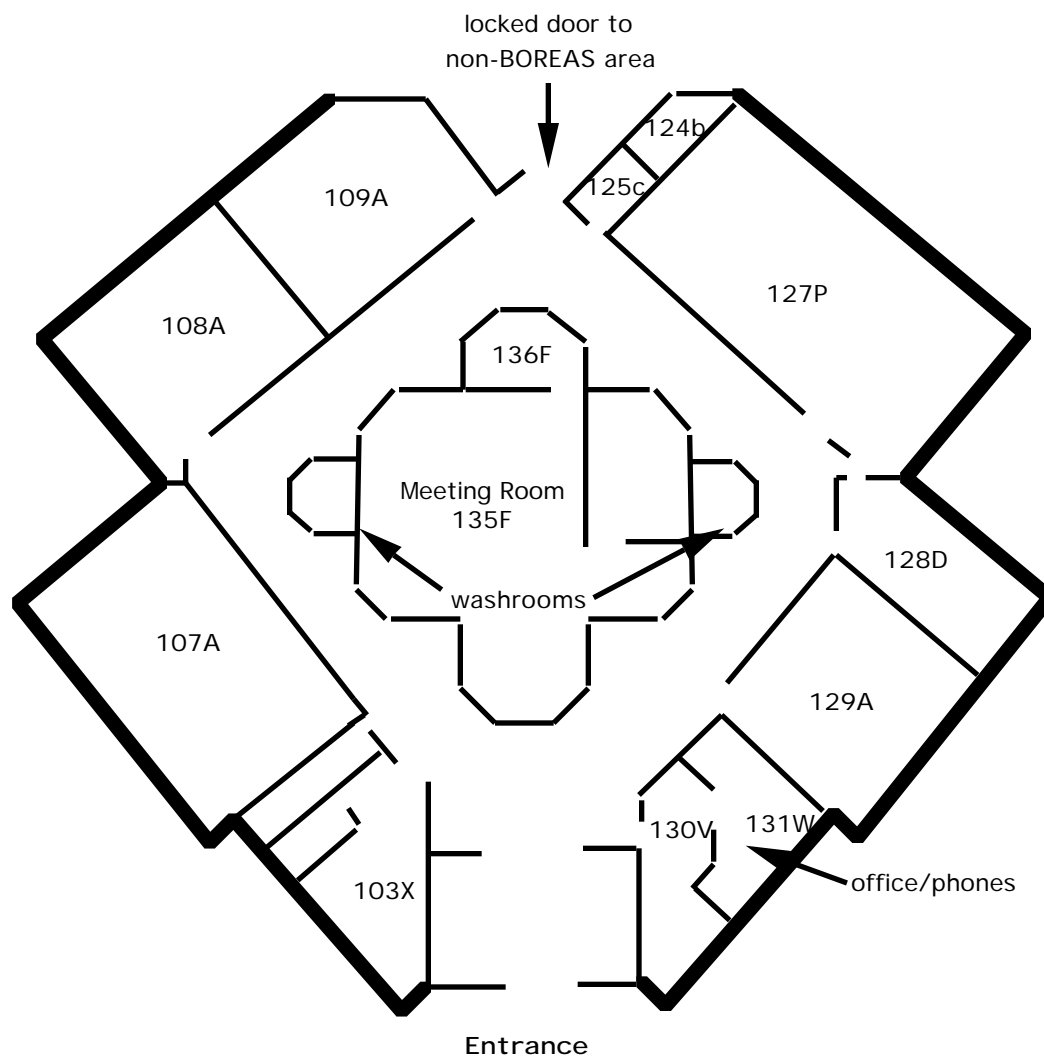 locked door to
non-BOREAS area
124b
125c
109A
127P
108A
136F
Meeting Room
135F
128D
washrooms
107A
129A
130V
131W
office/phones
103X
Entrance